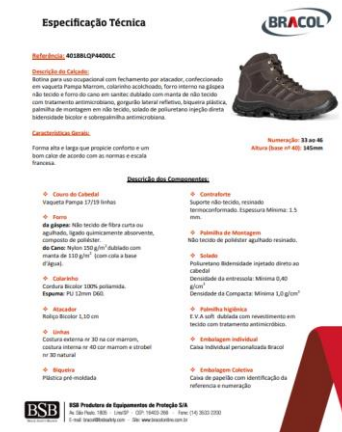 Especificação Técnica
BRACOL
Referência: 4018BLQP4400LC
Descrição do Calçado:
Botina para uso ocupacional com fechamento por atacador, confeccionado
em vaqueta Pampa Marrom, colarinho acolchoado, forro interno na gáspea
não tecido e forro do cano em sanitec dublado com manta de não tecido
com tratamento antimicrobiano, gorgurão lateral refletivo, biqueira plástica,
palmilha de montagem em não tecido, solado de poliuretano injeção direta
bidensidade bicolor e sobrepalmilha antimicrobiana.
Características Gerais:
Forma alta e larga que propicie conforto e um
bom calce de acordo com as normas e escala
francesa.
Numeração: 33 ao 46
Altura (base nº 40): 145mm
Descrição dos Componentes:
Couro do Cabedal
Vaqueta Pampa 17/19 linhas
Forro
da gáspea: Não tecido de fibra curta ou
agulhado, ligado quimicamente absorvente,
composto de poliéster.
do Cano: Nylon 150 g/m² dublado com
manta de 110 g/m² (com cola a base
d'água).
Colarinho
Cordura Bicolor 100% poliamida.
Espuma: PU 12mm D60.
Atacador
Roliço Bicolor 1,10 cm
Linhas
Costura externa nr 30 na cor marrom,
costura interna nr 40 cor marrom e strobel
nr 30 natural
Biqueira
Plástica pré-moldada
Contraforte
Suporte não tecido, resinado
termoconformado. Espessura Mínima: 1.5
mm.
Palmilha de Montagem
Não tecido de poliéster agulhado resinado.
Solado
Poliuretano Bidensidade injetado direto ao
cabedal
Densidade da entressola: Mínima 0,40
g/cm³
Densidade da Compacta: Mínima 1,0 g/cm³
Palmilha higiênica
E.V.A soft dublada com revestimento em
tecido com tratamento antimicróbico.
Embalagem individual
Caixa individual personalizada Bracol
Embalagem Coletiva
Caixa de papelão com identificação da
referência e numeração
BSB
BSB Produtora de Equipamentos de Proteção S/A